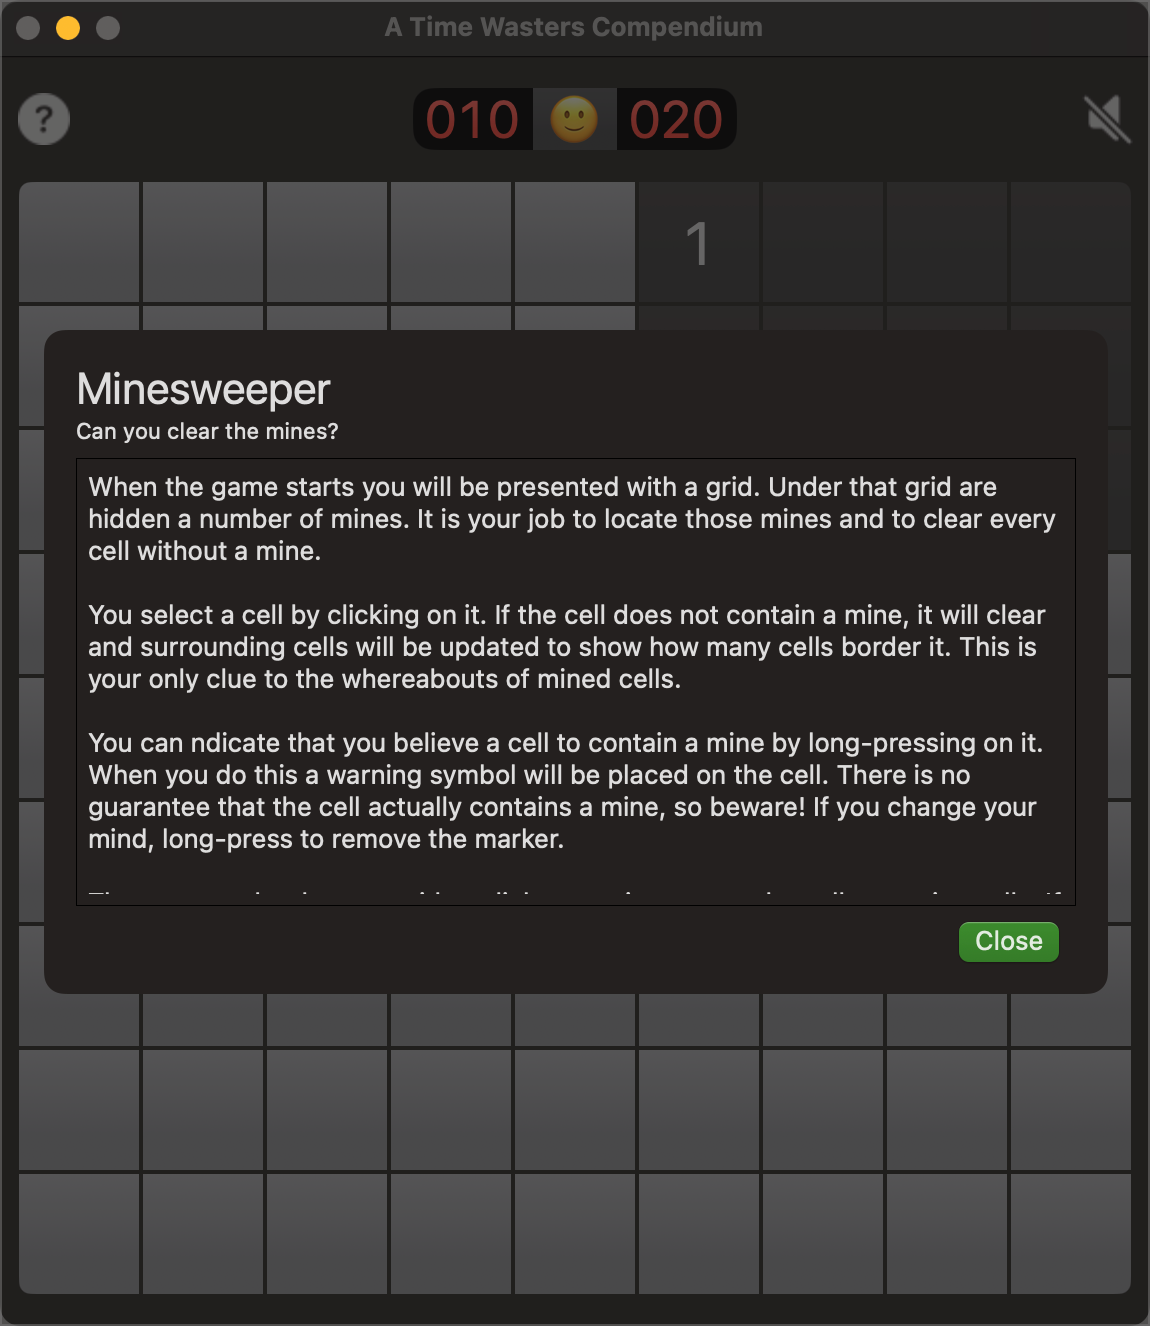 A Time Wasters Compendium
?
010
020
1
Minesweeper
Can you clear the mines?
When the game starts you will be presented with a grid. Under that grid are
hidden a number of mines. It is your job to locate those mines and to clear every
cell without a mine.
You select a cell by clicking on it. If the cell does not contain a mine, it will clear
and surrounding cells will be updated to show how many cells border it. This is
your only clue to the whereabouts of mined cells.
You can ndicate that you believe a cell to contain a mine by long-pressing on it.
When you do this a warning symbol will be placed on the cell. There is no
guarantee that the cell actually contains a mine, so beware! If you change your
mind, long-press to remove the marker.
Close